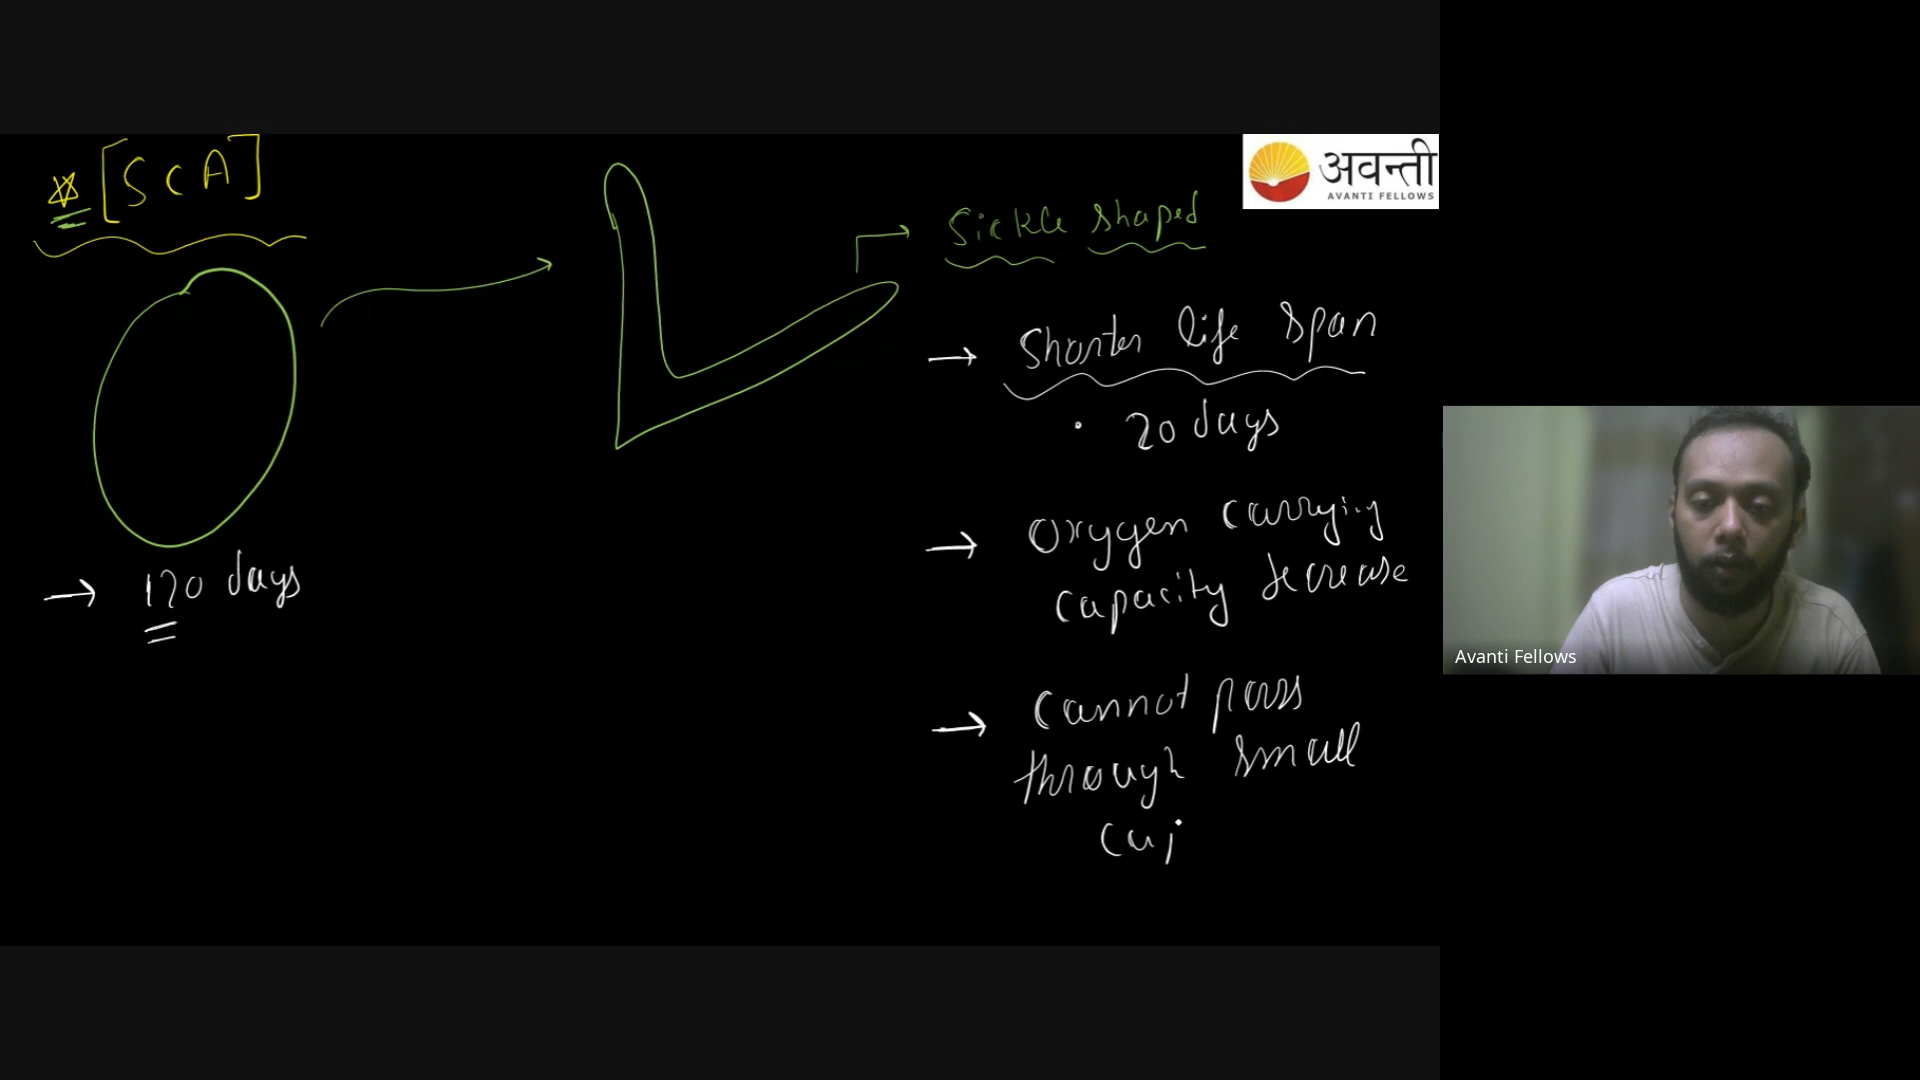 [SCA]
120 days
Sickle shaped
→ Shorter life span
· 20 days
→ Oxygen carrying
capacity decrease
→ Cannot pass
through small
अवन्ती
AVANTI FELLOWS
Avanti Fellows